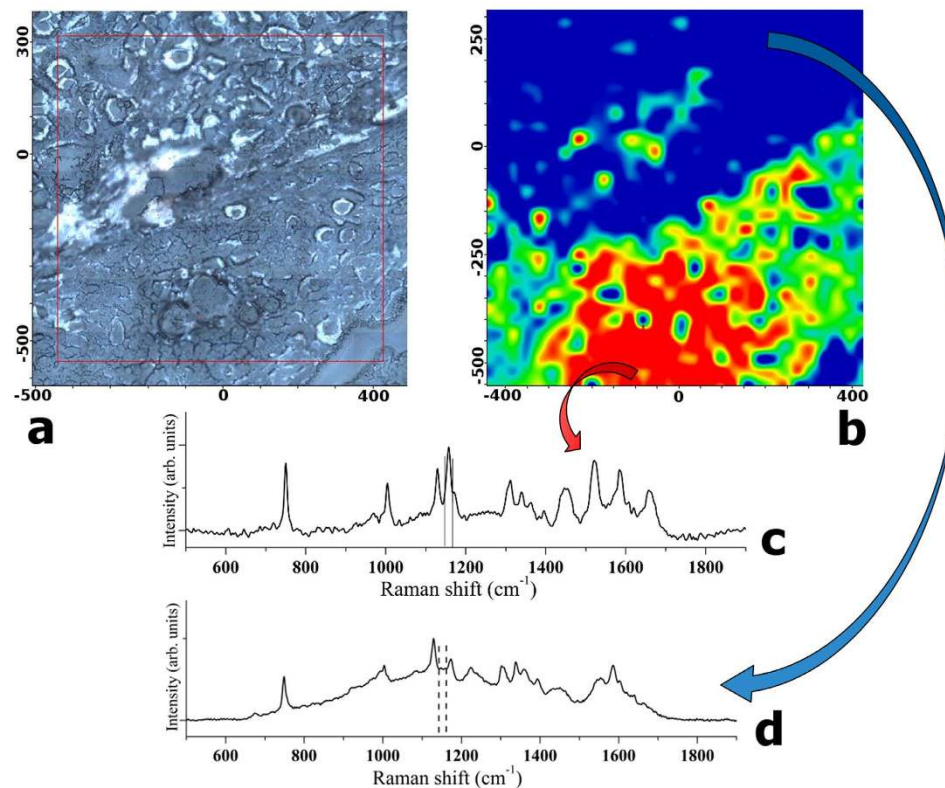 300
0
-500
-500 0 400
a
250
0
-250
-500
-400 0 400
b
Intensity (arb. units)
600 800 1000 1200 1400 1600 1800
Raman shift (cm⁻¹)
c
Intensity (arb. units)
600 800 1000 1200 1400 1600 1800
Raman shift (cm⁻¹)
d